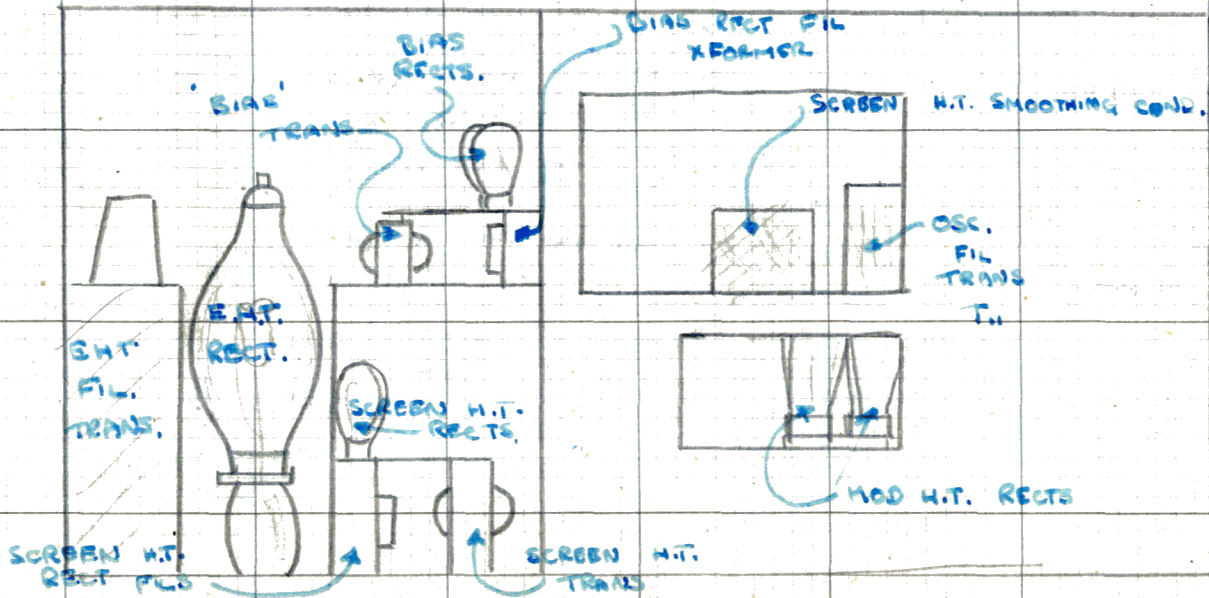 BIAS RECT FIL
XFORMER
BIAS
RECTS.
'BIAS'
TRANS
SCREEN H.T. SMOOTHING COND.
OSC.
FIL
TRANS
T.11
E.H.T.
RECT.
EHT
FIL.
TRANS.
SCREEN H.T.
RECTS.
MOD H.T. RECTS
SCREEN H.T.
RECT FILS
SCREEN H.T.
TRANS